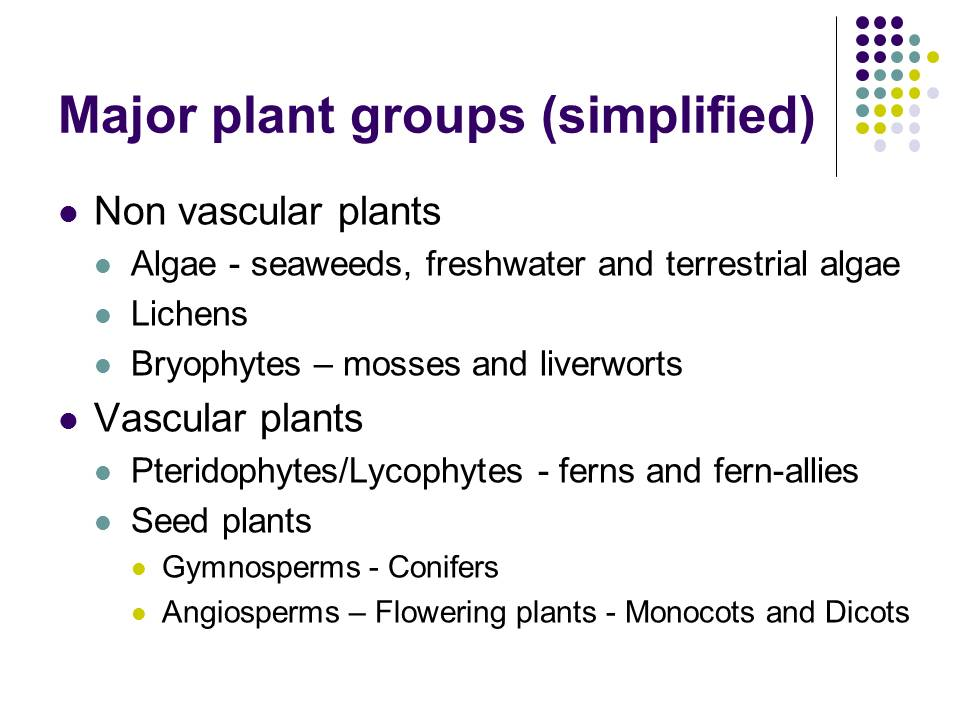 Major plant groups (simplified)
Non vascular plants
Algae - seaweeds, freshwater and terrestrial algae
Lichens
Bryophytes – mosses and liverworts
Vascular plants
Pteridophytes/Lycophytes - ferns and fern-allies
Seed plants
Gymnosperms - Conifers
Angiosperms – Flowering plants - Monocots and Dicots